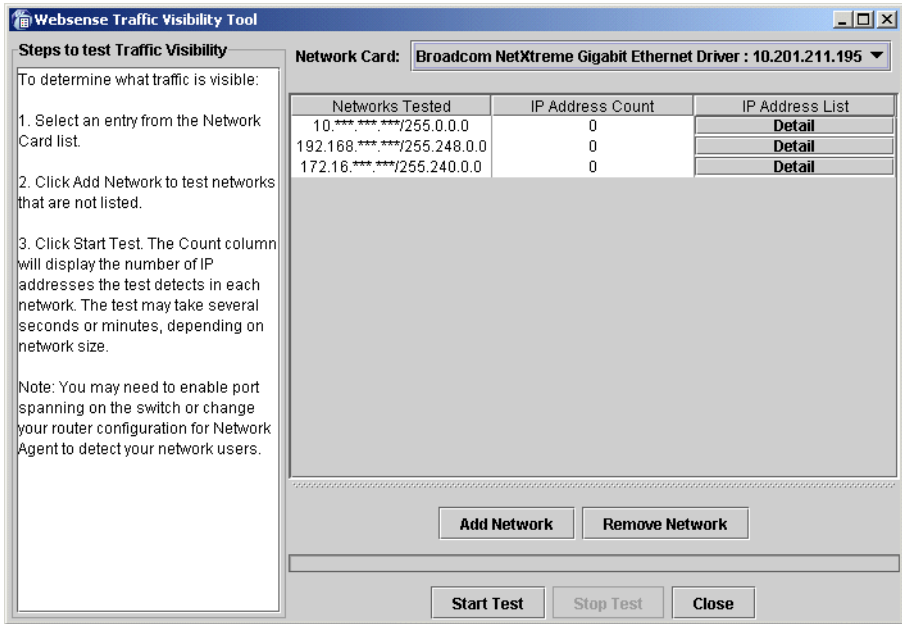 Websense Traffic Visibility Tool
Steps to test Traffic Visibility
To determine what traffic is visible:
1. Select an entry from the Network
Card list.
2. Click Add Network to test networks
that are not listed.
3. Click Start Test. The Count column
will display the number of IP
addresses the test detects in each
network. The test may take several
seconds or minutes, depending on
network size.
Note: You may need to enable port
spanning on the switch or change
your router configuration for Network
Agent to detect your network users.
Network Card: Broadcom NetXtreme Gigabit Ethernet Driver : 10.201.211.195
Networks Tested IP Address Count IP Address List
10.***.***.***/255.0.0.0 0 Detail
192.168.***.***/255.248.0.0 0 Detail
172.16.***.***/255.240.0.0 0 Detail
Add Network Remove Network
Start Test Stop Test Close